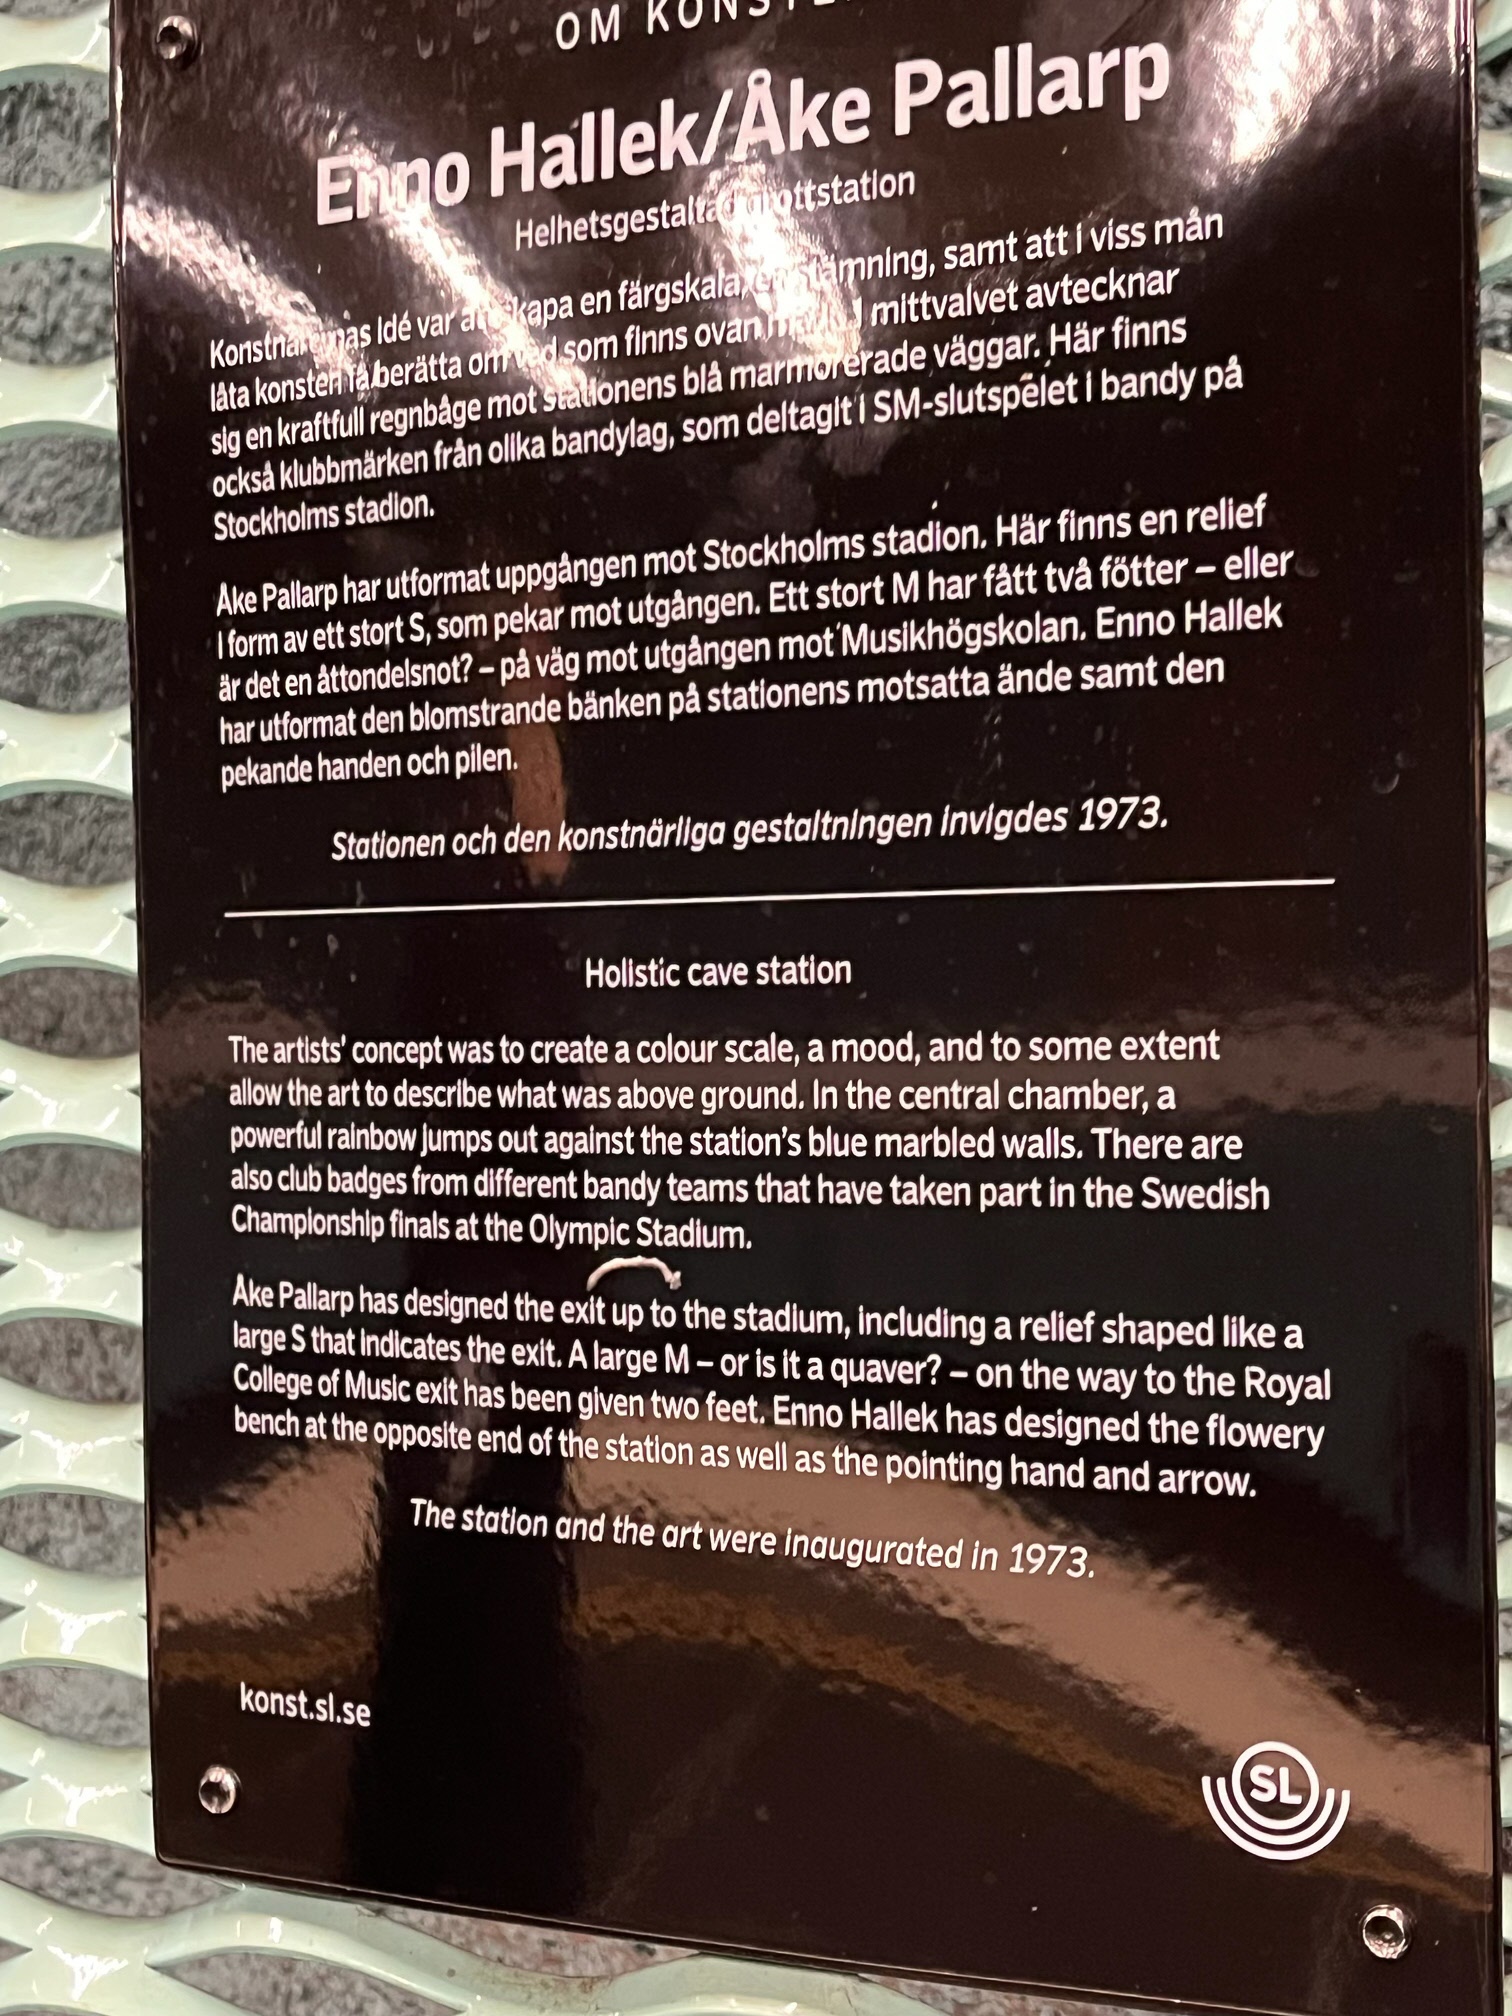 OM
Enno Hallek/Åke Pallarp
Helhetsgestaltad grottstation
Konstnärernas idé var att skapa en färgskala, en stämning, samt att i viss mån
låta konsten få berätta om vad som finns ovan mark. I mittvalvet avtecknar
sig en kraftfull regnbåge mot stationens blå marmorerade väggar. Här finns
också klubbmärken från olika bandylag, som deltagit i SM-slutspelet i bandy på
Stockholms stadion.
Åke Pallarp har utformat uppgången mot Stockholms stadion. Här finns en relief
i form av ett stort S, som pekar mot utgången. Ett stort M har fått två fötter – eller
är det en åttondelsnot? – på väg mot utgången mot Musikhögskolan. Enno Hallek
har utformat den blomstrande bänken på stationens motsatta ände samt den
pekande handen och pilen.
Stationen och den konstnärliga gestaltningen invigdes 1973.
Holistic cave station
The artists' concept was to create a colour scale, a mood, and to some extent
allow the art to describe what was above ground. In the central chamber, a
powerful rainbow jumps out against the station's blue marbled walls. There are
also club badges from different bandy teams that have taken part in the Swedish
Championship finals at the Olympic Stadium.
Åke Pallarp has designed the exit up to the stadium, including a relief shaped like a
large S that indicates the exit. A large M – or is it a quaver? – on the way to the Royal
College of Music exit has been given two feet. Enno Hallek has designed the flowery
bench at the opposite end of the station as well as the pointing hand and arrow.
The station and the art were inaugurated in 1973.
konst.sl.se
SL